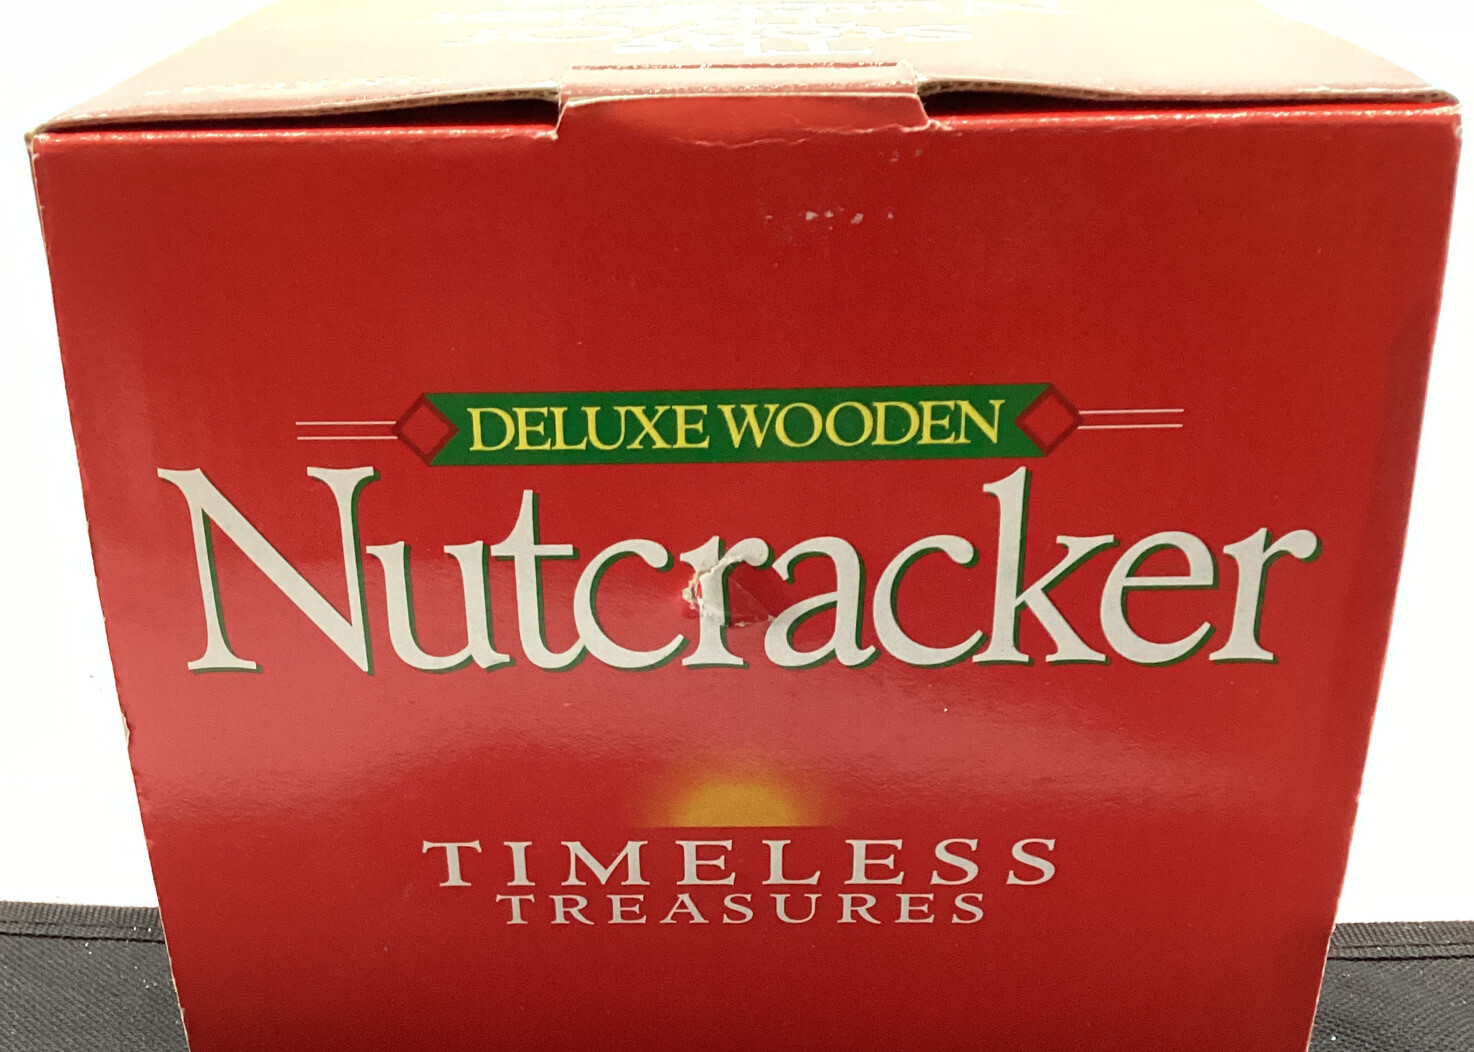 DELUXE WOODEN
Nutcracker
TIMELESS
TREASURES